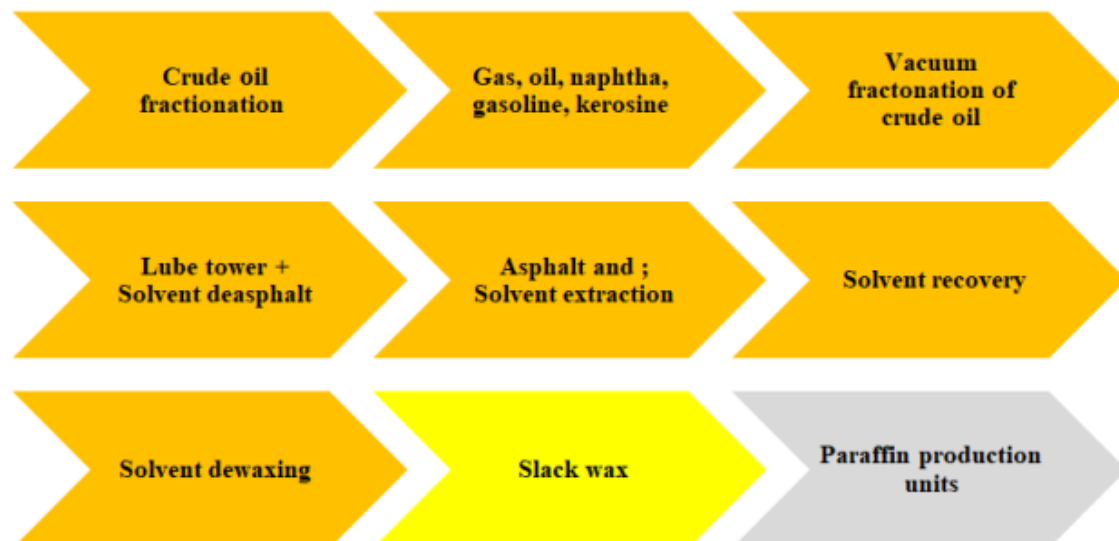 Crude oil
fractionation
Gas, oil, naphtha,
gasoline, kerosine
Vacuum
fractonation of
crude oil
Lube tower +
Solvent deasphalt
Asphalt and ;
Solvent extraction
Solvent recovery
Solvent dewaxing
Slack wax
Paraffin production
units